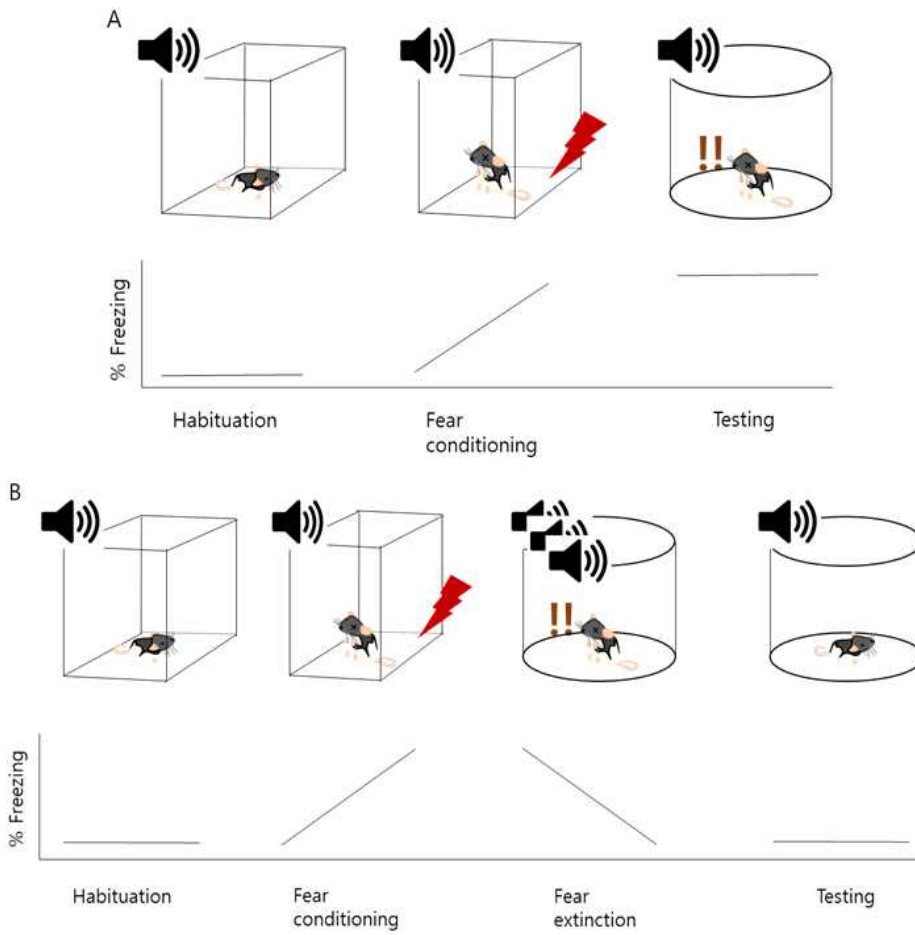 A
% Freezing
Habituation
Fear
conditioning
Testing
B
% Freezing
Habituation
Fear
conditioning
Fear
extinction
Testing